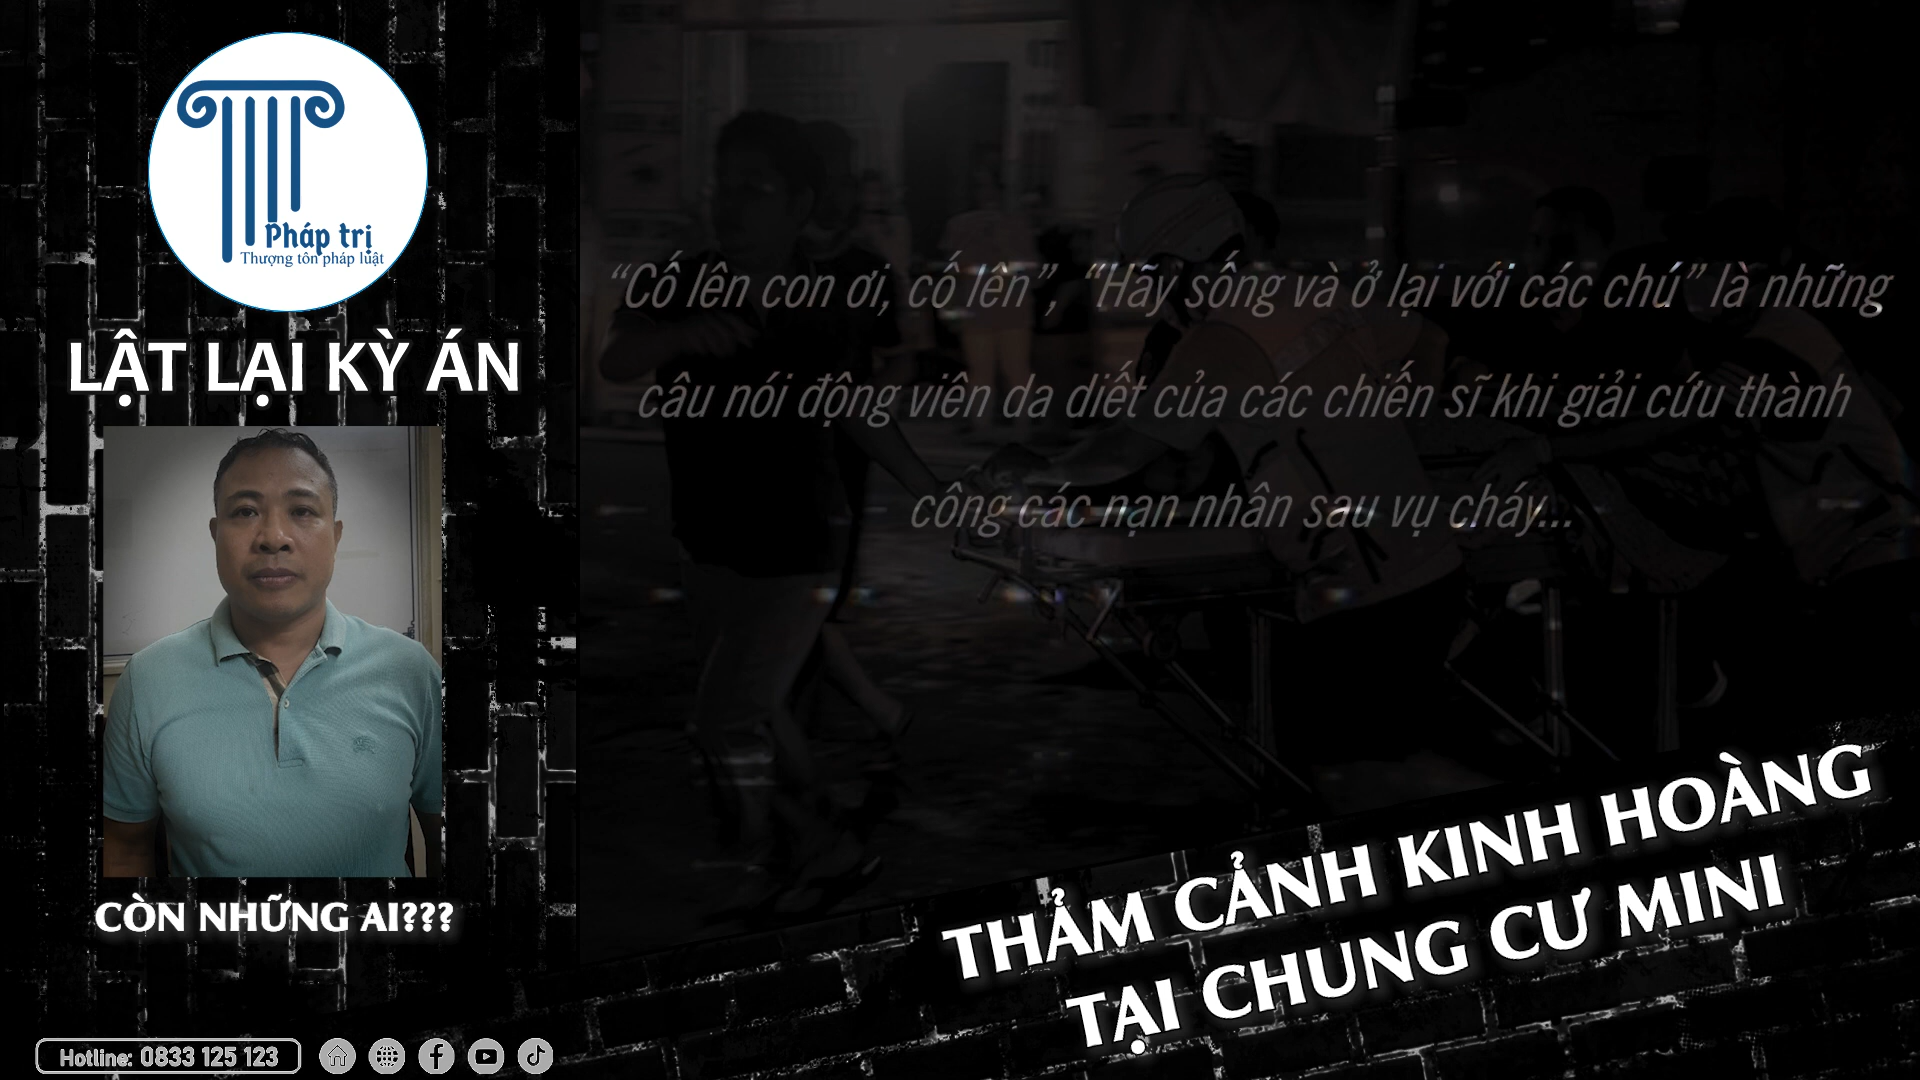 Pháp trị
Thượng tôn pháp luật
LẬT LẠI KỲ ÁN
CÒN NHỮNG AI???
Hotline: 0833 125 123
“Cố lên con ơi, cố lên”, “Hãy sống và ở lại với các chú” là những
câu nói động viên da diết của các chiến sĩ khi giải cứu thành
công các nạn nhân sau vụ cháy...
THẢM CẢNH KINH HOÀNG
TẠI CHUNG CƯ MINI